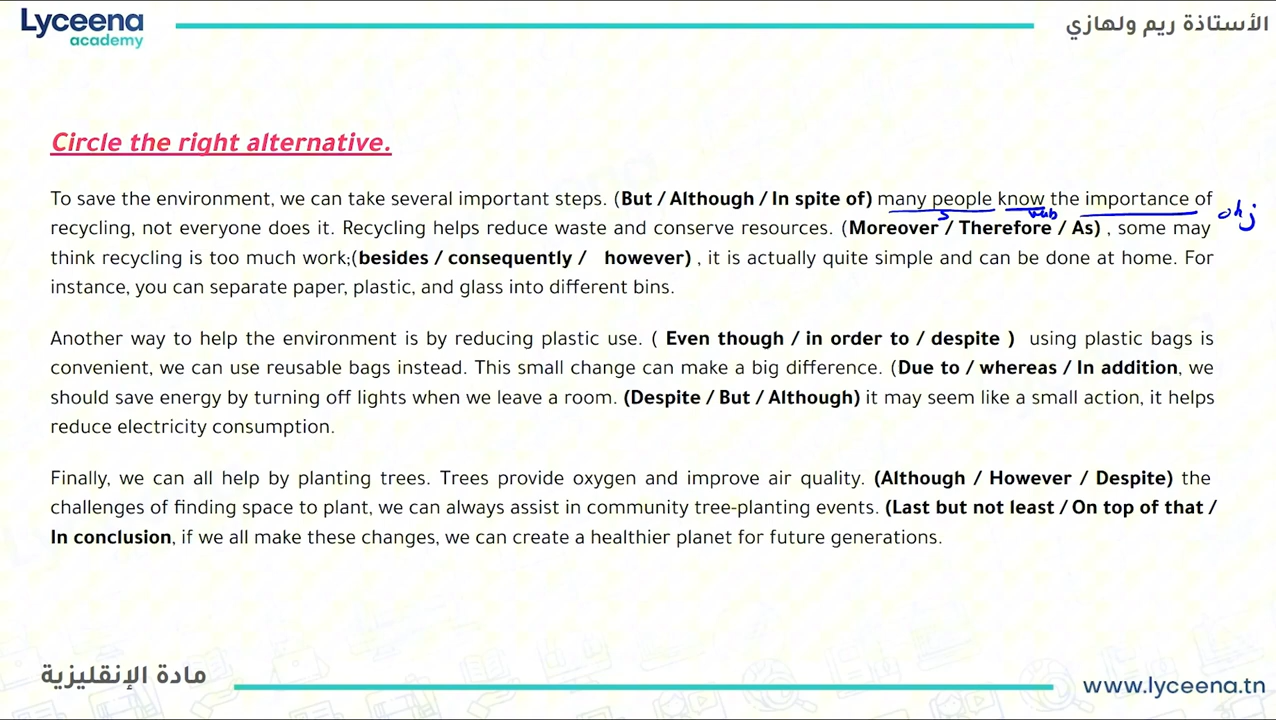 Lyceena
academy
الأستاذة ريم ولهازي
Circle the right alternative.
To save the environment, we can take several important steps. (But / Although / In spite of) many people know the importance of
s verb obj
recycling, not everyone does it. Recycling helps reduce waste and conserve resources. (Moreover / Therefore / As) , some may
think recycling is too much work;(besides / consequently / however) , it is actually quite simple and can be done at home. For
instance, you can separate paper, plastic, and glass into different bins.
Another way to help the environment is by reducing plastic use. ( Even though / in order to / despite ) using plastic bags is
convenient, we can use reusable bags instead. This small change can make a big difference. (Due to / whereas / In addition, we
should save energy by turning off lights when we leave a room. (Despite / But / Although) it may seem like a small action, it helps
reduce electricity consumption.
Finally, we can all help by planting trees. Trees provide oxygen and improve air quality. (Although / However / Despite) the
challenges of finding space to plant, we can always assist in community tree-planting events. (Last but not least / On top of that /
In conclusion, if we all make these changes, we can create a healthier planet for future generations.
مادة الإنقليزية
www.lyceena.tn